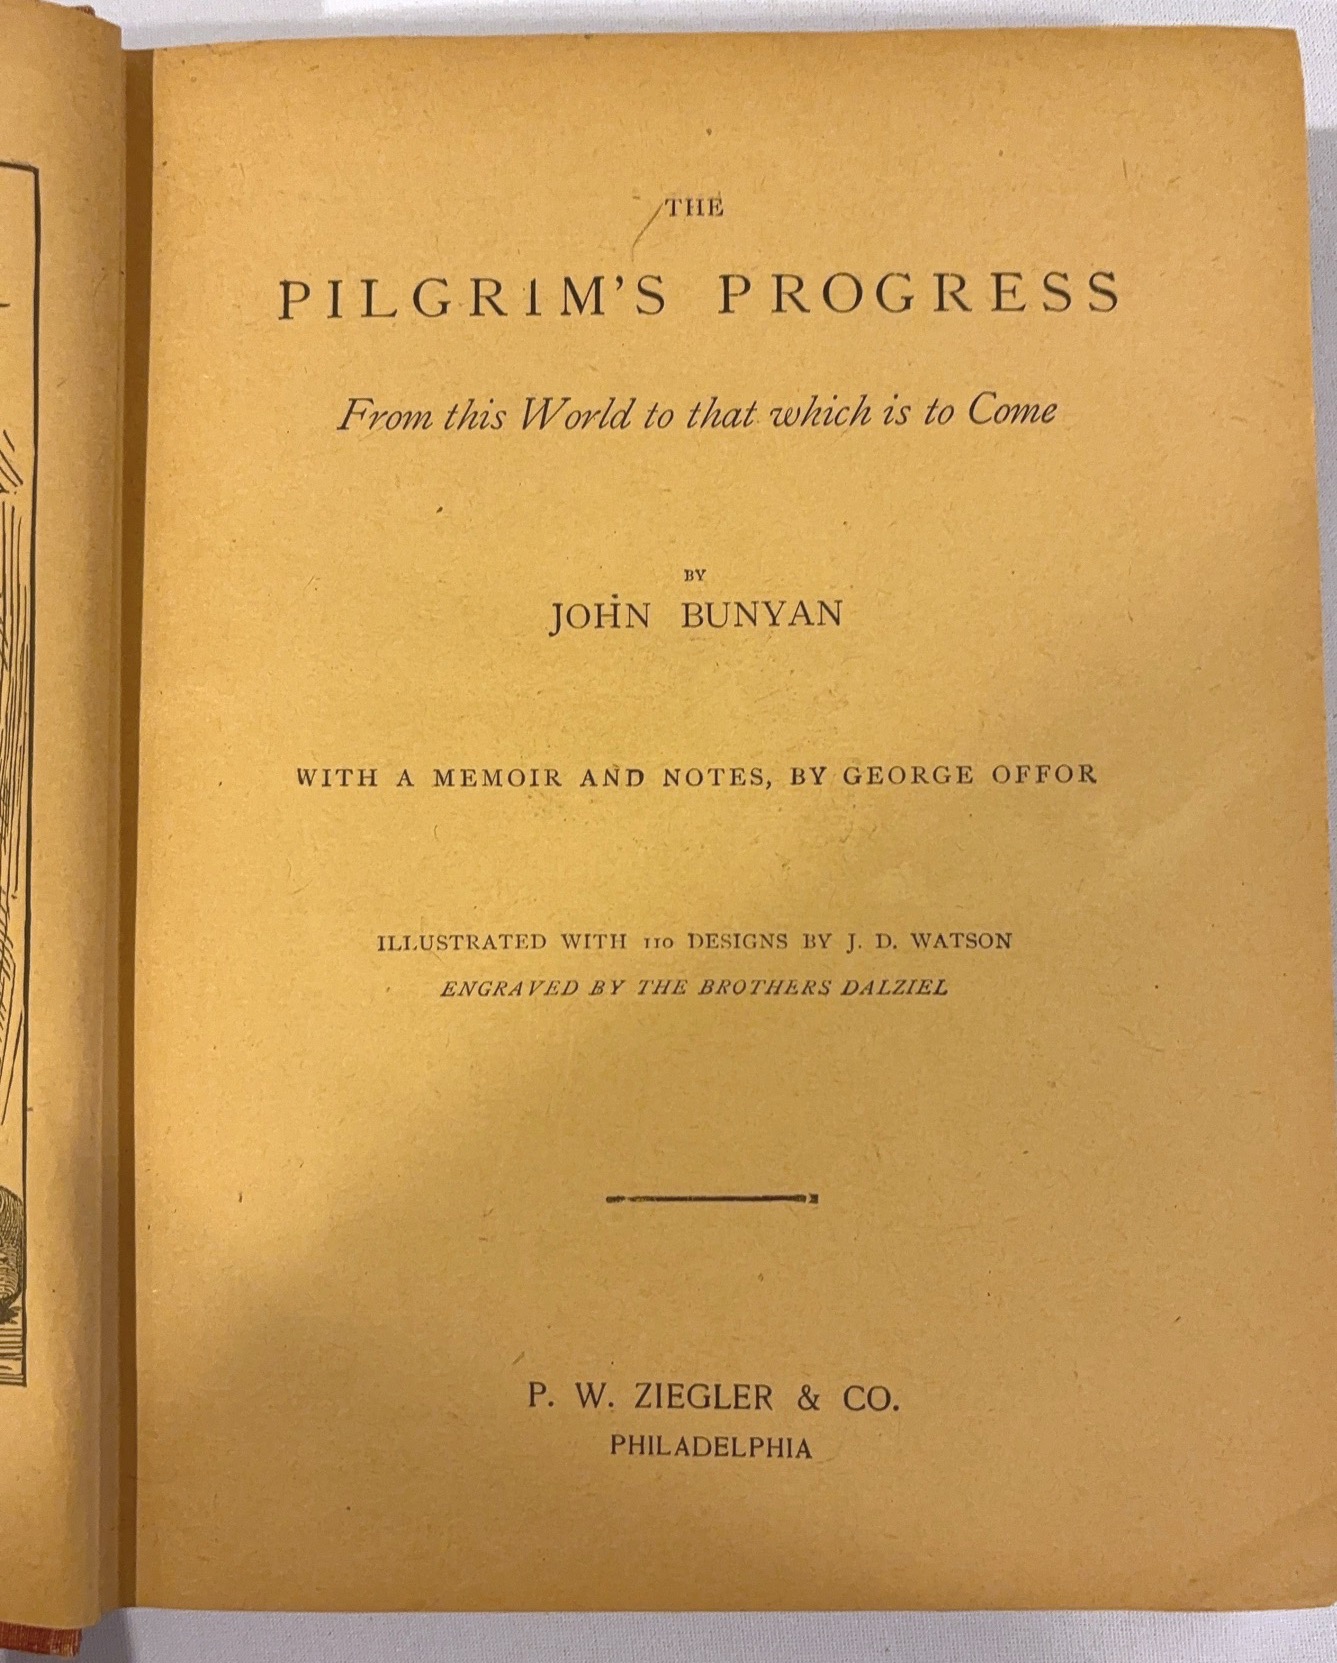 THE
PILGRIM'S PROGRESS
From this World to that which is to Come
BY
JOHN BUNYAN
WITH A MEMOIR AND NOTES, BY GEORGE OFFOR
ILLUSTRATED WITH 110 DESIGNS BY J. D. WATSON
ENGRAVED BY THE BROTHERS DALZIEL
P. W. ZIEGLER & CO.
PHILADELPHIA